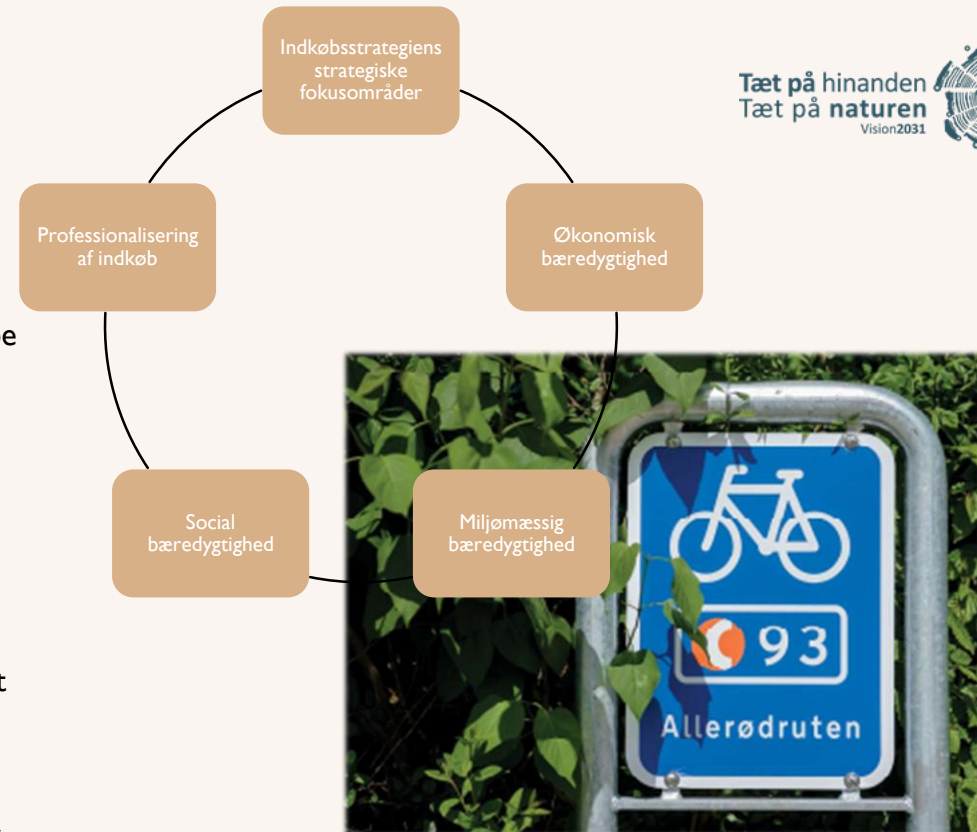 Indkøbsstrategiens
strategiske
fokusområder
Tæt på hinanden
Tæt på naturen
Vision2031
Professionalisering
af indkøb
Økonomisk
bæredygtighed
Social
bæredygtighed
Miljømæssig
bæredygtighed
93
Allerødruten